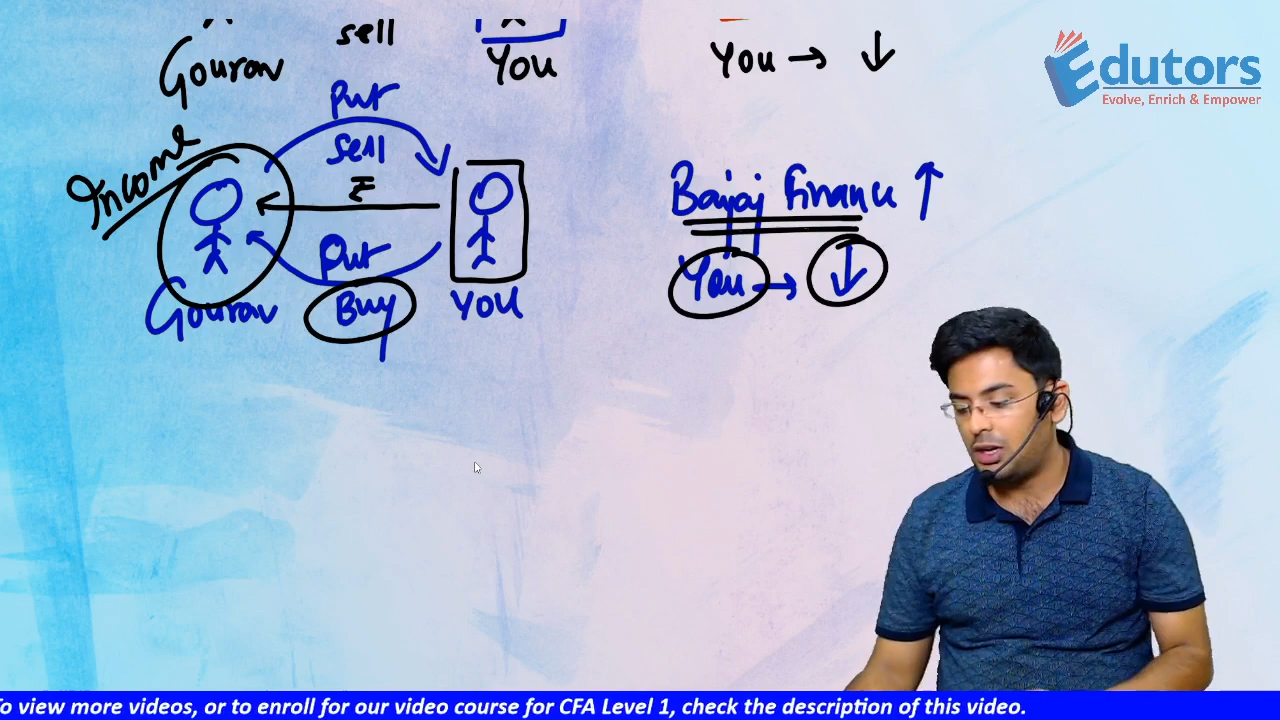 sell
Gourav
You
You → ↓
Put
sell
₹
Income
Put
Buy
Gourav
You
Bajaj Finance ↑
You → ↓
Edutors
Evolve, Enrich & Empower
To view more videos, or to enroll for our video course for CFA Level 1, check the description of this video.